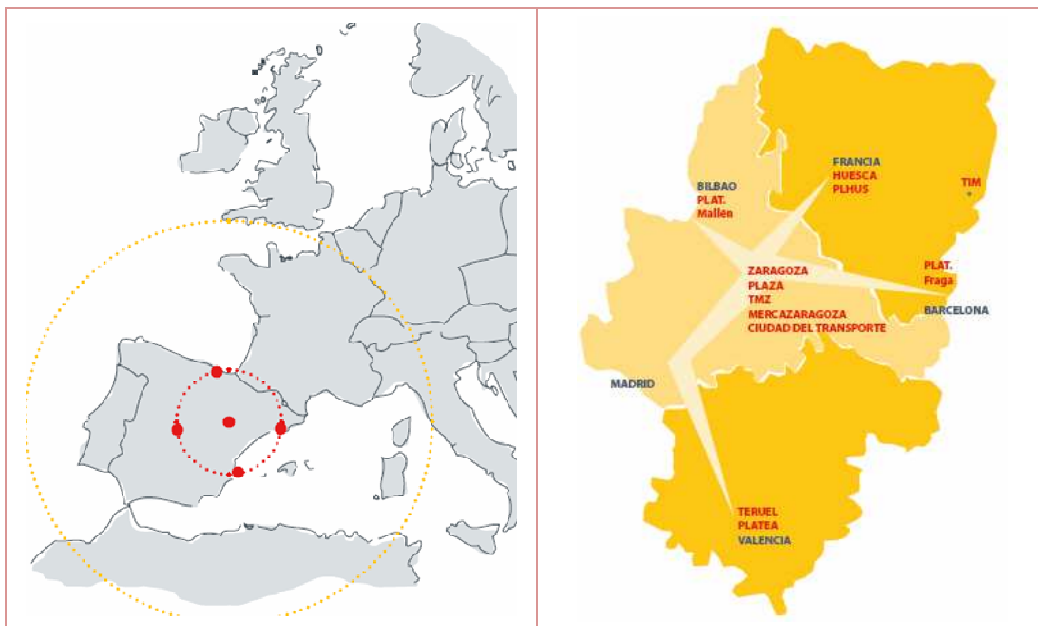 FRANCIA
HUESCA
PLHUS
TIM
BILBAO
PLAT.
Mallén
PLAT.
Fraga
BARCELONA
ZARAGOZA
PLAZA
TMZ
MERCAZARAGOZA
CIUDAD DEL TRANSPORTE
MADRID
TERUEL
PLATEA
VALENCIA